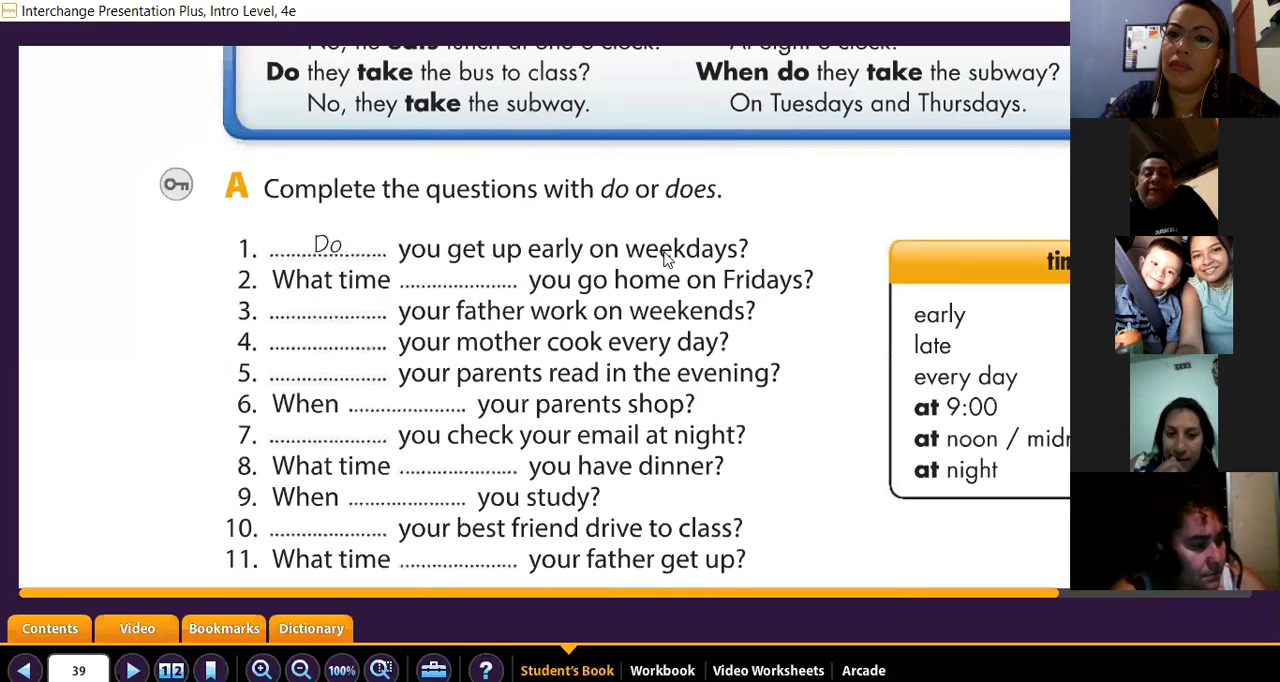 Interchange Presentation Plus, Intro Level, 4e
Do they take the bus to class?
When do they take the subway?
No, they take the subway.
On Tuesdays and Thursdays.
A Complete the questions with do or does.
1. Do you get up early on weekdays?
2. What time .................... you go home on Fridays?
3. .................... your father work on weekends?
4. .................... your mother cook every day?
5. .................... your parents read in the evening?
6. When .................... your parents shop?
7. .................... you check your email at night?
8. What time .................... you have dinner?
9. When .................... you study?
10. .................... your best friend drive to class?
11. What time .................... your father get up?
early
late
every day
at 9:00
at noon /
at night
Contents Video Bookmarks Dictionary
39 1 2 100% ? Student's Book Workbook Video Worksheets Arcade